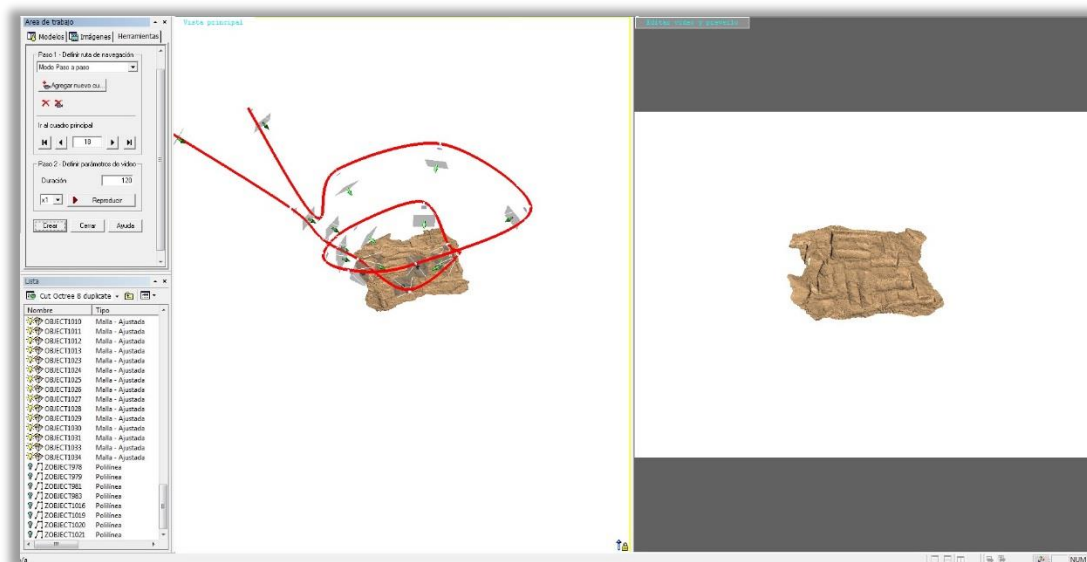 Area de trabajo
Modelos Imágenes Herramientas
Paso 1 - Definir ruta de navegación
Modo Paso a paso
Agregar nuevo cu...
Ir al cuadro principal
18
Paso 2 - Definir parámetros de video
Duración 120
x1 Reproducir
Crear Cerrar Ayuda
Lista
Cut Octree 8 duplicate
Nombre Tipo
OBJECT1010 Malla - Ajustada
OBJECT1011 Malla - Ajustada
OBJECT1012 Malla - Ajustada
OBJECT1013 Malla - Ajustada
OBJECT1023 Malla - Ajustada
OBJECT1024 Malla - Ajustada
OBJECT1025 Malla - Ajustada
OBJECT1026 Malla - Ajustada
OBJECT1027 Malla - Ajustada
OBJECT1028 Malla - Ajustada
OBJECT1029 Malla - Ajustada
OBJECT1030 Malla - Ajustada
OBJECT1031 Malla - Ajustada
OBJECT1033 Malla - Ajustada
OBJECT1034 Malla - Ajustada
ZOBJECT978 Polilínea
ZOBJECT979 Polilínea
ZOBJECT981 Polilínea
ZOBJECT983 Polilínea
ZOBJECT1016 Polilínea
ZOBJECT1019 Polilínea
ZOBJECT1020 Polilínea
ZOBJECT1021 Polilínea
Vista principal
NUM